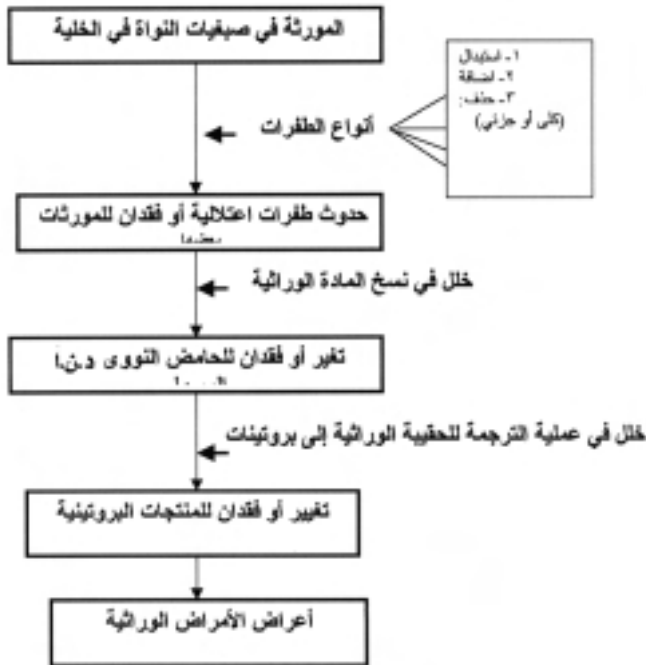 المورثة في صبغيات النواة في الخلية
١- استبدال
٢- اضافة
٣- حذف:
(كلى أو جزئي)
أنواع الطفرات
حدوث طفرات اعتلالية أو فقدان للمورثات
خلل في نسخ المادة الوراثية
تغير أو فقدان للحامض النووى د.ن.أ
خلل في عملية الترجمة للحقيبة الوراثية إلى بروتينات
تغيير أو فقدان للمنتجات البروتينية
أعراض الأمراض الوراثية